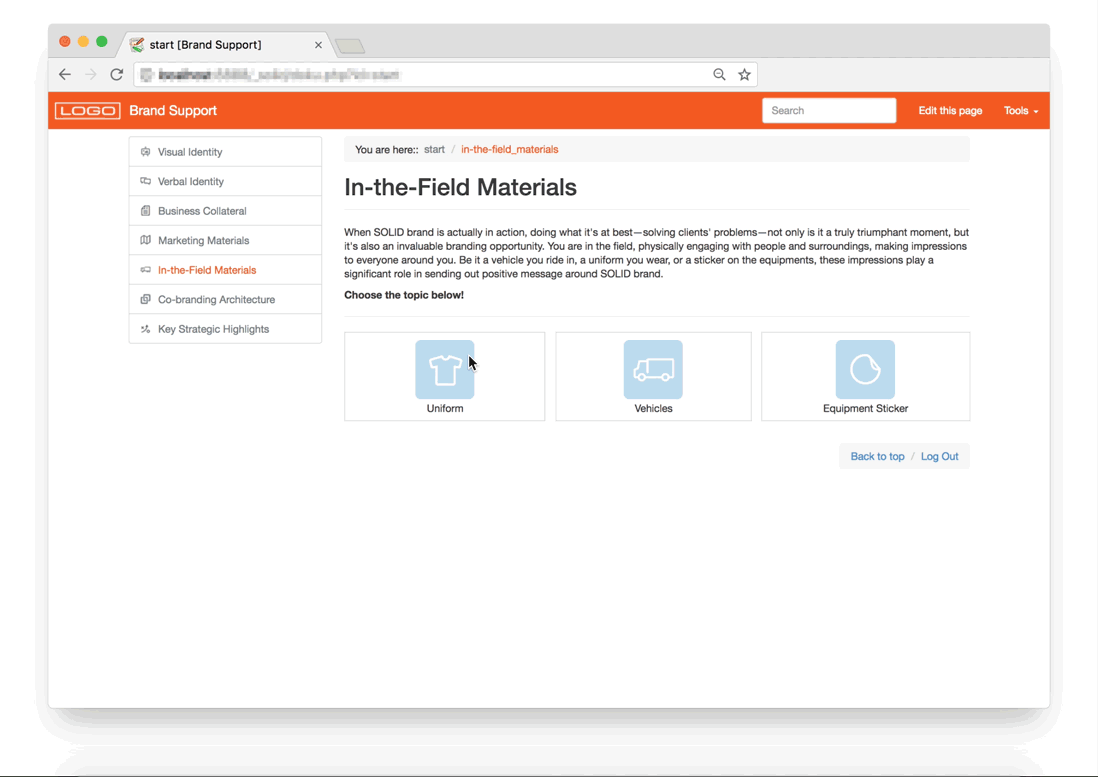 start [Brand Support]
LOGO Brand Support
Search
Edit this page
Tools
Visual Identity
Verbal Identity
Business Collateral
Marketing Materials
In-the-Field Materials
Co-branding Architecture
Key Strategic Highlights
You are here:: start / in-the-field_materials
In-the-Field Materials
When SOLID brand is actually in action, doing what it's at best—solving clients' problems—not only is it a truly triumphant moment, but
it's also an invaluable branding opportunity. You are in the field, physically engaging with people and surroundings, making impressions
to everyone around you. Be it a vehicle you ride in, a uniform you wear, or a sticker on the equipments, these impressions play a
significant role in sending out positive message around SOLID brand.
Choose the topic below!
Uniform
Vehicles
Equipment Sticker
Back to top / Log Out